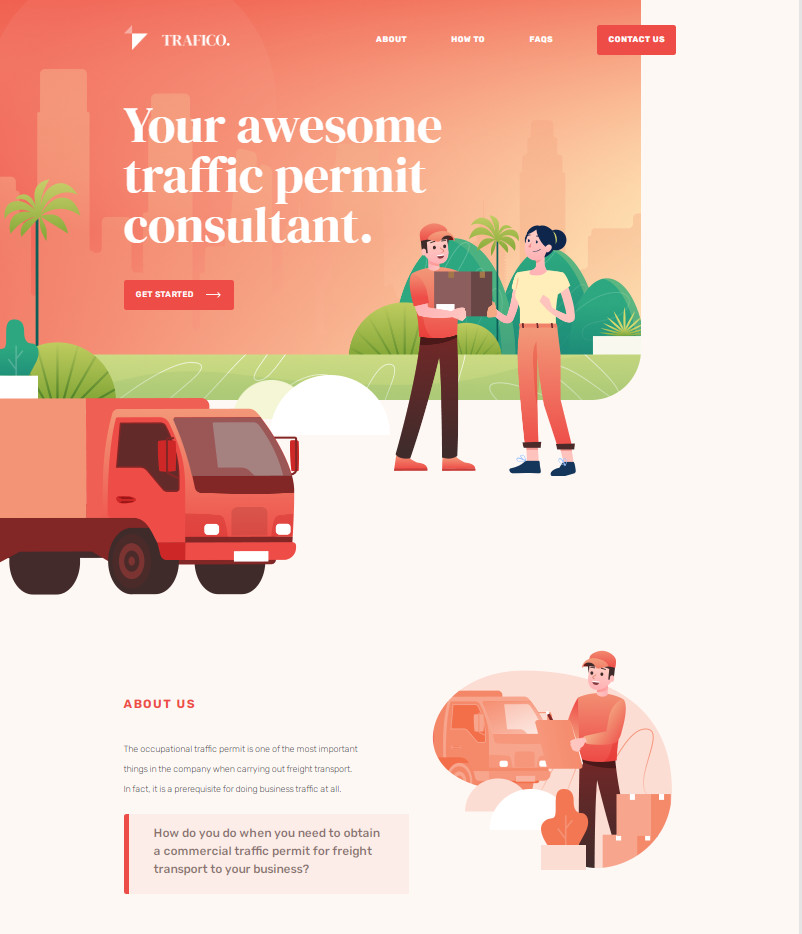 TRAFICO.
ABOUT
HOW TO
FAQS
CONTACT US
Your awesome
traffic permit
consultant.
GET STARTED
ABOUT US
The occupational traffic permit is one of the most important
things in the company when carrying out freight transport.
In fact, it is a prerequisite for doing business traffic at all.
How do you do when you need to obtain
a commercial traffic permit for freight
transport to your business?